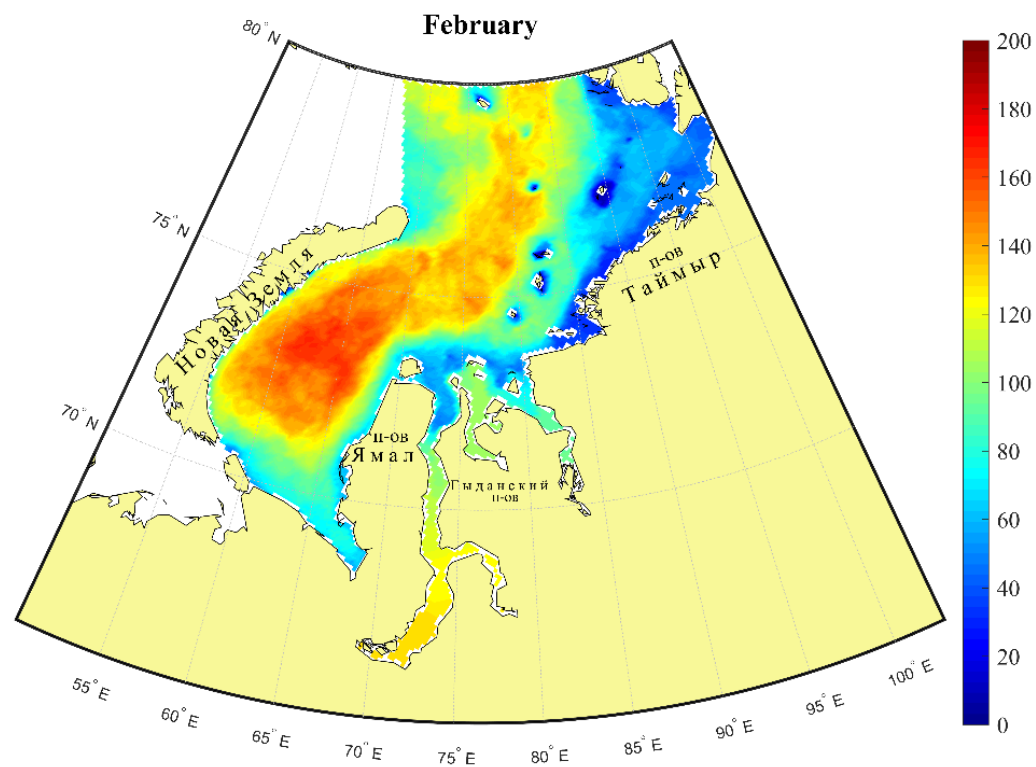 February
80° N
75° N
70° N
Новая Земля
п-ов
Таймыр
п-ов
Ямал
Гыданский
п-ов
55° E
60° E
65° E
70° E
75° E
80° E
85° E
90° E
95° E
100° E
200
180
160
140
120
100
80
60
40
20
0